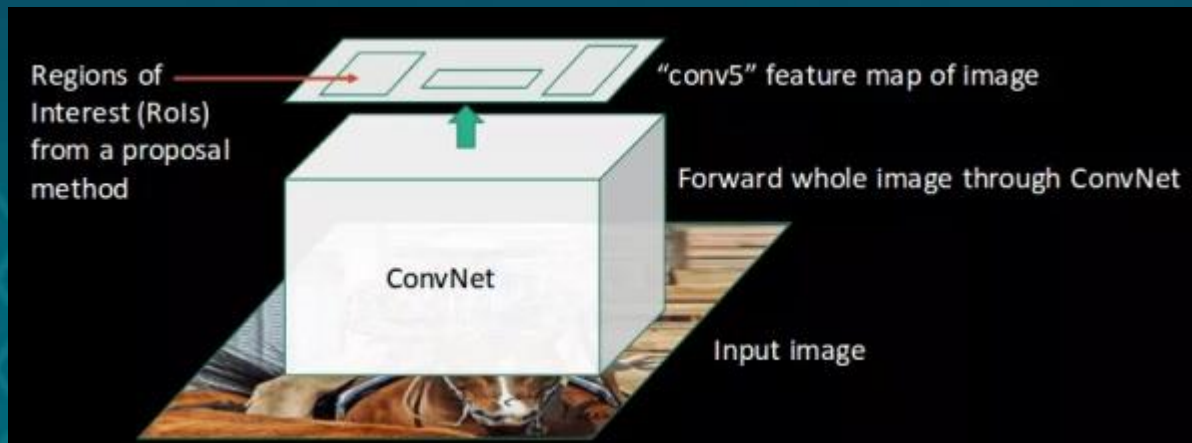 Regions of
Interest (RoIs)
from a proposal
method
"conv5" feature map of image
Forward whole image through ConvNet
ConvNet
Input image